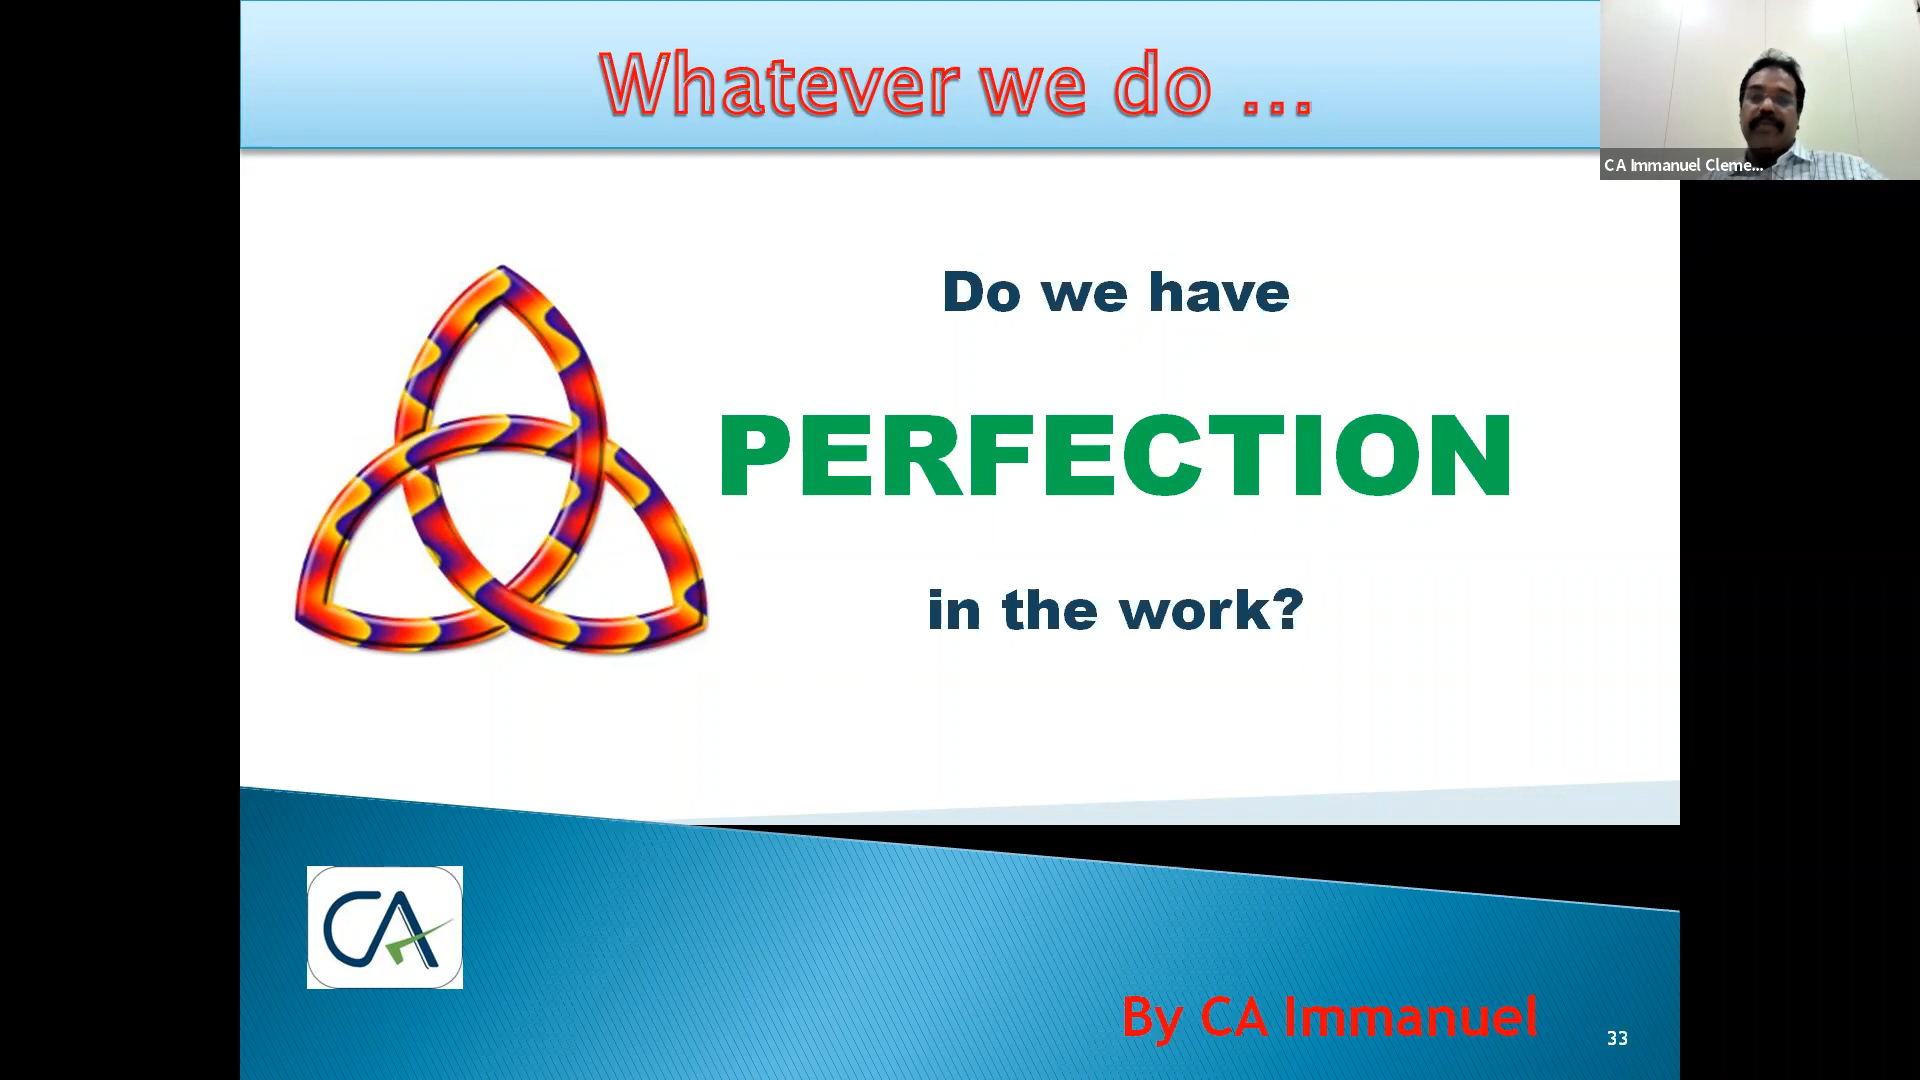 Whatever we do ...
CA Immanuel Cleme...
Do we have
PERFECTION
in the work?
CA
By CA Immanuel
33